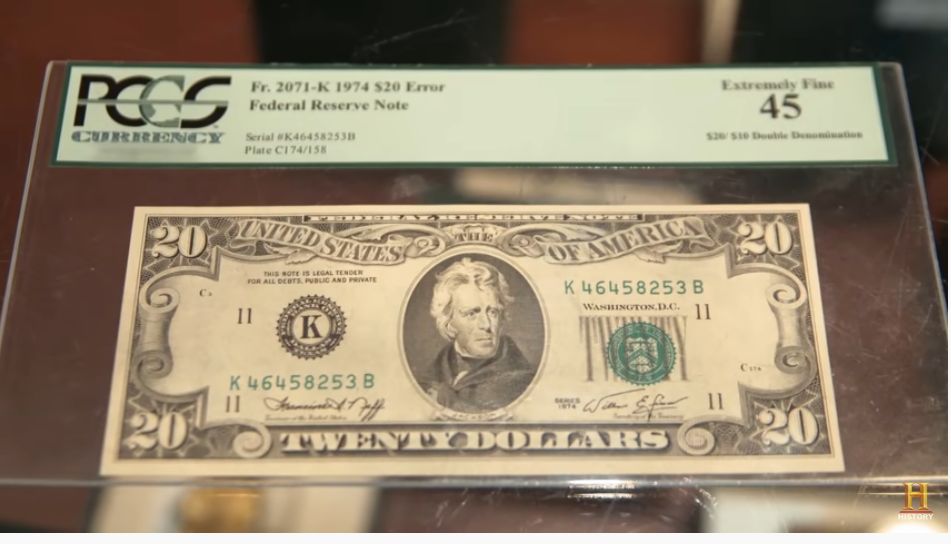 PCGS
CURRENCY
Fr. 2071-K 1974 $20 Error
Federal Reserve Note
Serial #K46458253B
Plate C174/158
Extremely Fine
45
$20/ $10 Double Denomination
FEDERAL RESERVE NOTE
20
UNITED STATES
THE
OF AMERICA
20
THIS NOTE IS LEGAL TENDER
FOR ALL DEBTS, PUBLIC AND PRIVATE
K 46458253 B
WASHINGTON, D.C.
11
K
11
K 46458253 B
11
SERIES
1974
11
20
TWENTY DOLLARS
20
H
HISTORY